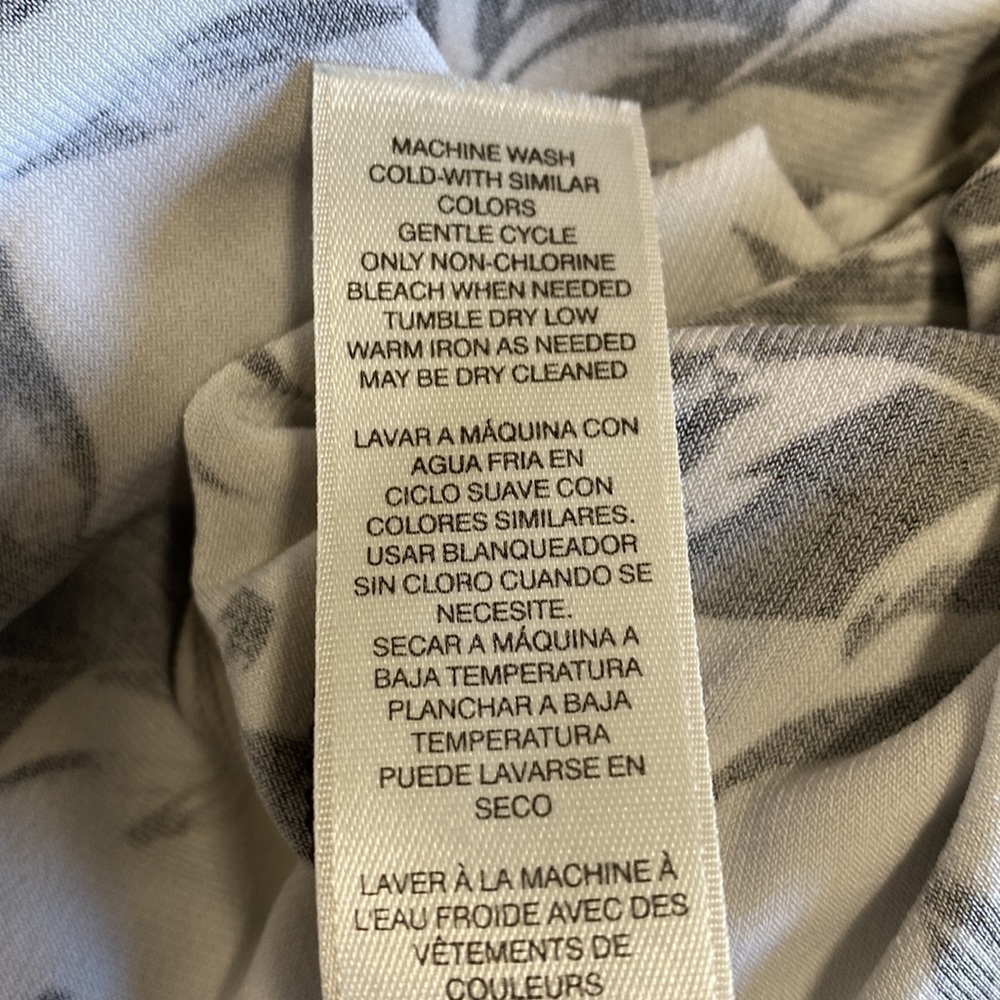 MACHINE WASH
COLD-WITH SIMILAR
COLORS
GENTLE CYCLE
ONLY NON-CHLORINE
BLEACH WHEN NEEDED
TUMBLE DRY LOW
WARM IRON AS NEEDED
MAY BE DRY CLEANED
LAVAR A MÁQUINA CON
AGUA FRIA EN
CICLO SUAVE CON
COLORES SIMILARES.
USAR BLANQUEADOR
SIN CLORO CUANDO SE
NECESITE.
SECAR A MÁQUINA A
BAJA TEMPERATURA
PLANCHAR A BAJA
TEMPERATURA
PUEDE LAVARSE EN
SECO
LAVER À LA MACHINE À
L'EAU FROIDE AVEC DES
VÊTEMENTS DE
COULEURS